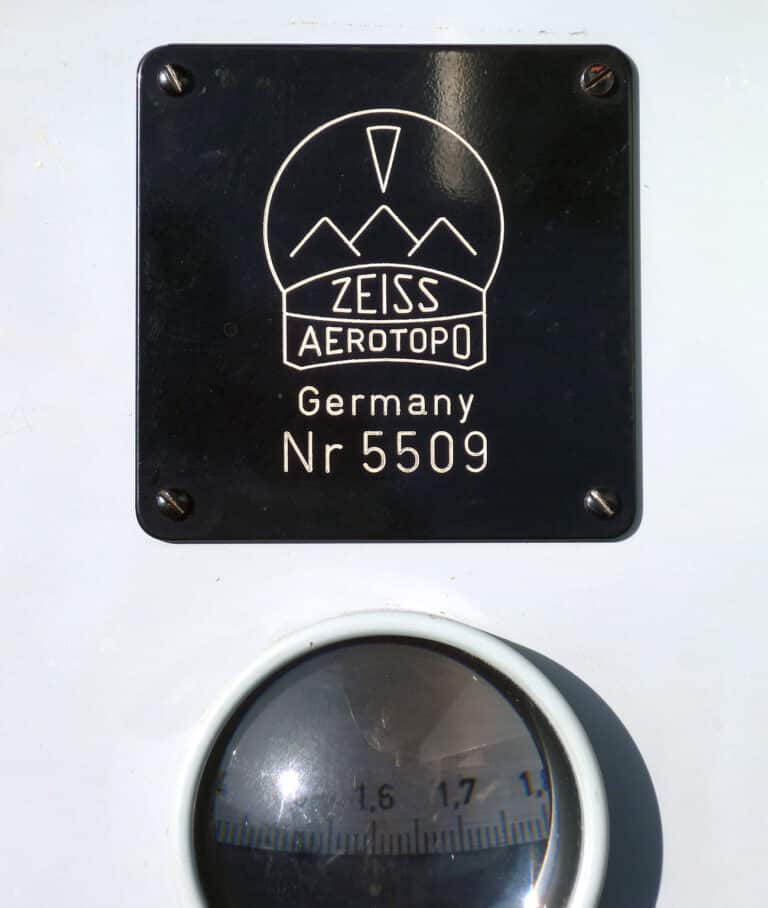 ZEISS
AEROTOPO
Germany
Nr 5509
1,6 1,7